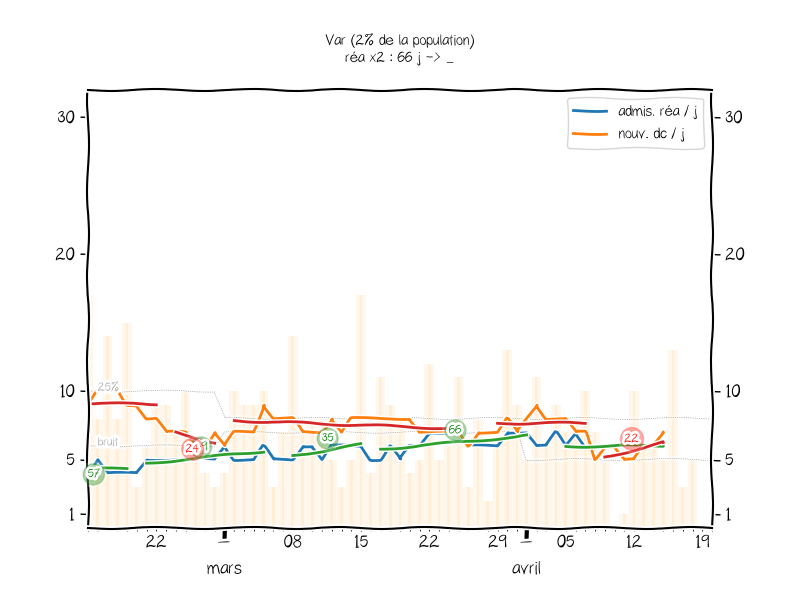 Var (2% de la population)
réa x2 : 66 j -> _
admis. réa / j
nouv. dc / j
30 30
20 20
10 10
5 5
1 1
25%
bruit
57
24
35
66
22
22 _ 08 15 22 29 _ 05 12 19
mars avril